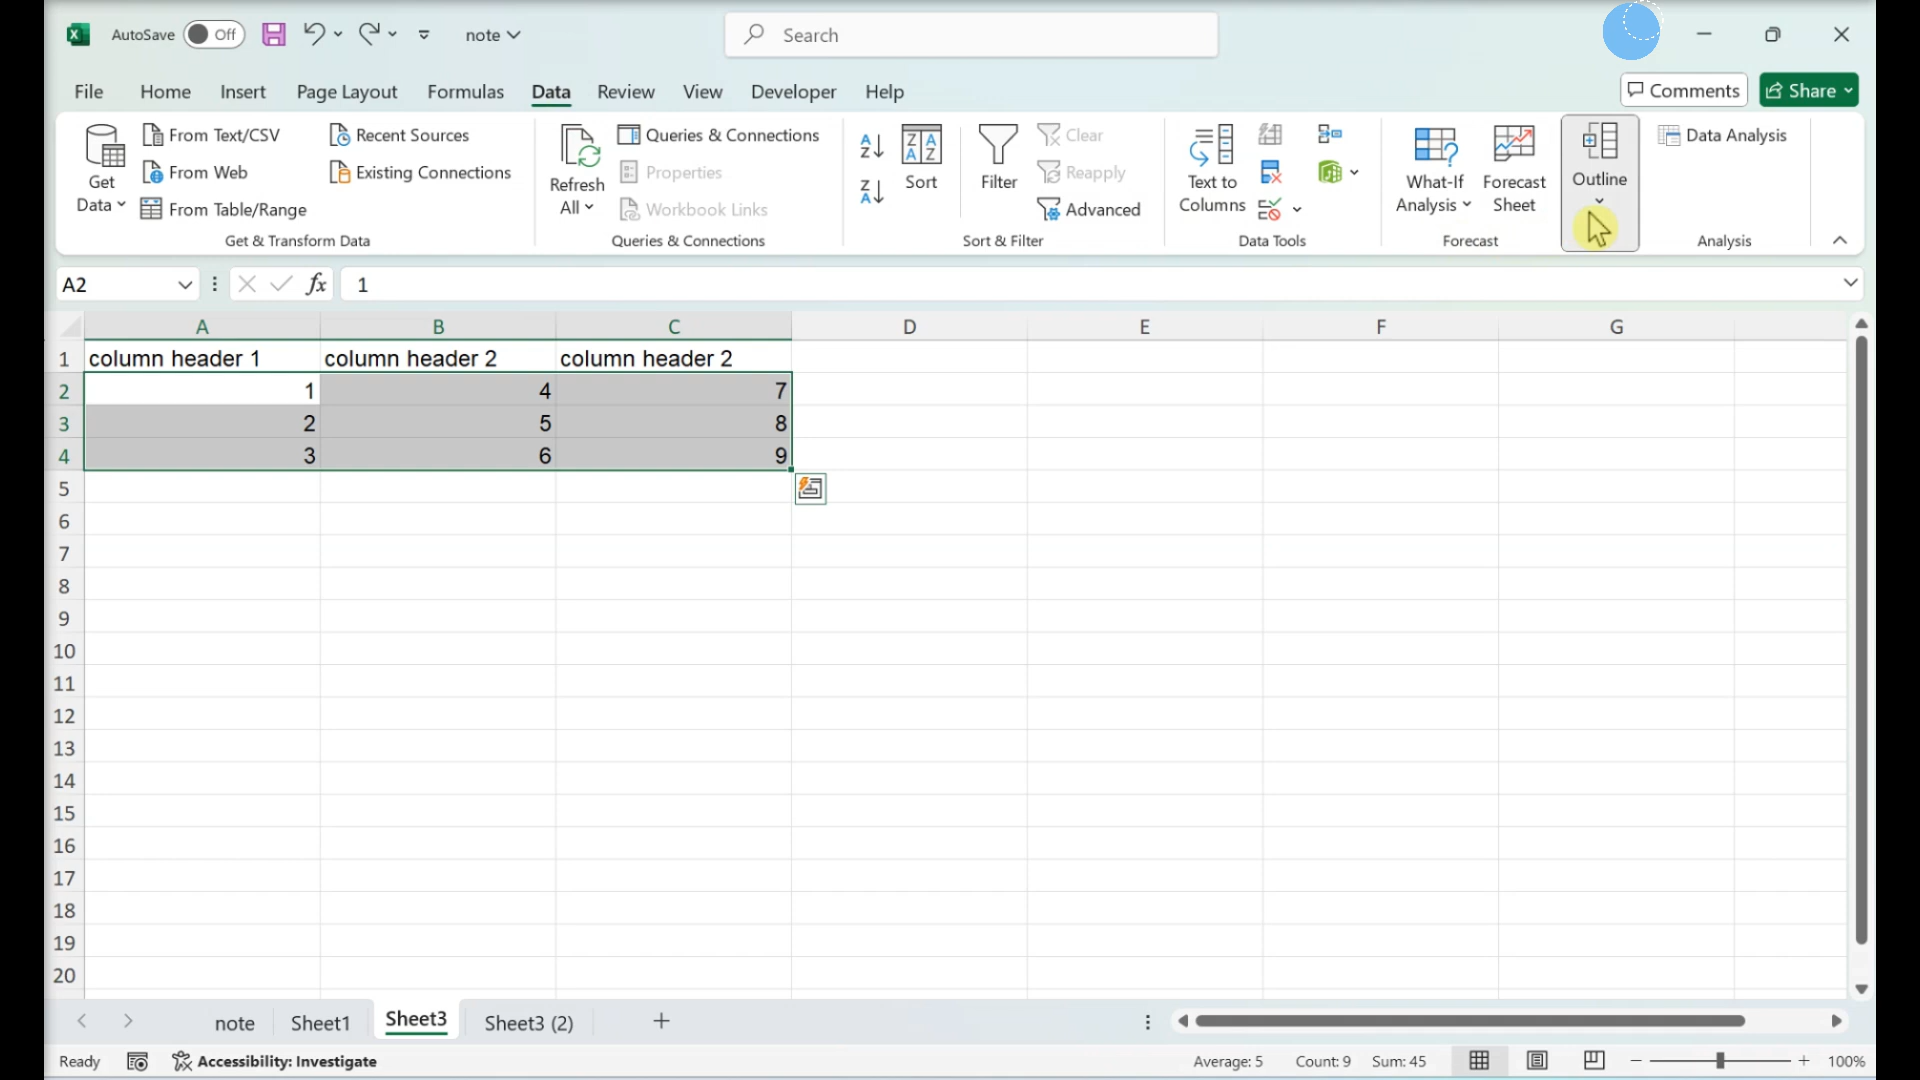 AutoSave Off note Search
File Home Insert Page Layout Formulas Data Review View Developer Help Comments Share
Get Data From Text/CSV From Web From Table/Range Recent Sources Existing Connections
Refresh All Queries & Connections Properties Workbook Links
Sort Filter Clear Reapply Advanced
Text to Columns What-If Analysis Forecast Sheet Outline Data Analysis
Get & Transform Data Queries & Connections Sort & Filter Data Tools Forecast Analysis
A2 fx 1
A B C D E F G
1 column header 1 column header 2 column header 2
2 1 4 7
3 2 5 8
4 3 6 9
5
6
7
8
9
10
11
12
13
14
15
16
17
18
19
20
note Sheet1 Sheet3 Sheet3 (2)
Ready Accessibility: Investigate Average: 5 Count: 9 Sum: 45 100%